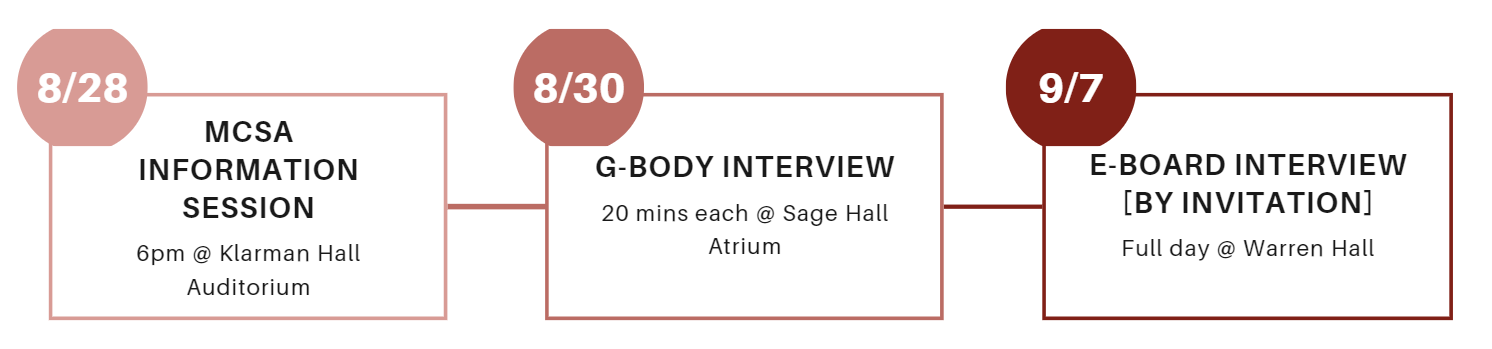 8/28
MCSA
INFORMATION
SESSION
6pm @ Klarman Hall
Auditorium
8/30
G-BODY INTERVIEW
20 mins each @ Sage Hall
Atrium
9/7
E-BOARD INTERVIEW
[BY INVITATION]
Full day @ Warren Hall